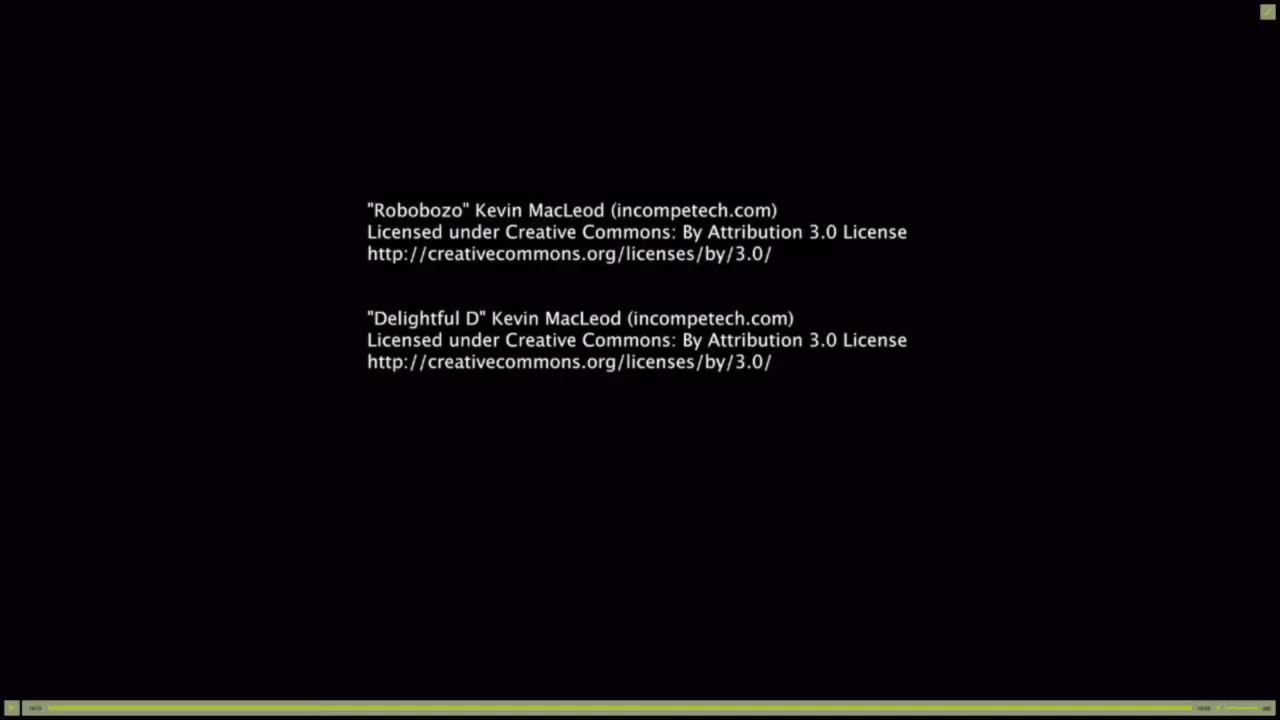 "Robobozo" Kevin MacLeod (incompetech.com)
Licensed under Creative Commons: By Attribution 3.0 License
http://creativecommons.org/licenses/by/3.0/
"Delightful D" Kevin MacLeod (incompetech.com)
Licensed under Creative Commons: By Attribution 3.0 License
http://creativecommons.org/licenses/by/3.0/
HD